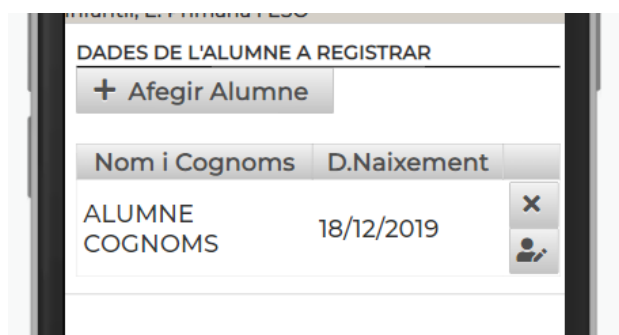 DADES DE L'ALUMNE A REGISTRAR
+ Afegir Alumne
Nom i Cognoms D.Naixement
ALUMNE
COGNOMS
18/12/2019